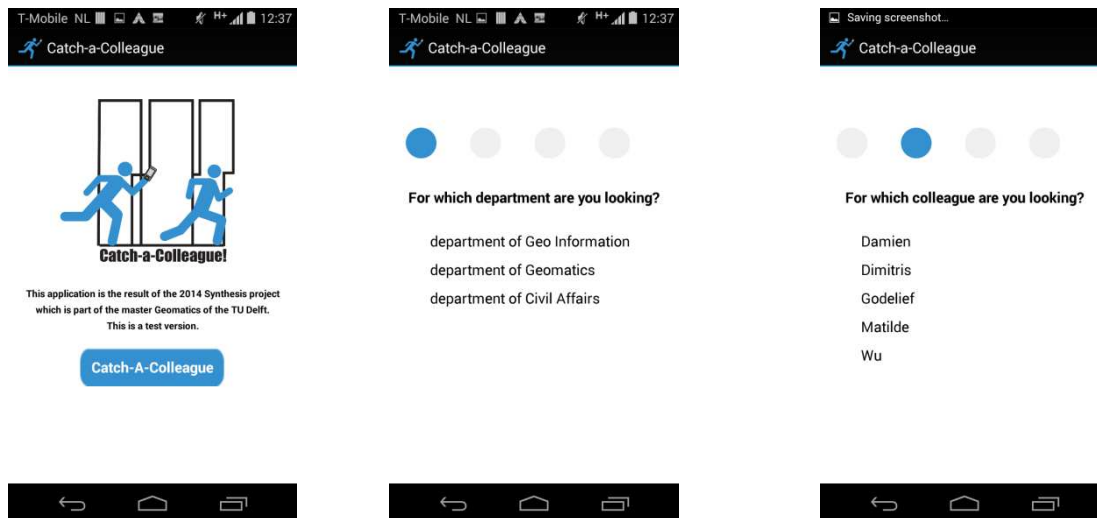 T-Mobile NL H+ 12:37
Catch-a-Colleague
Catch-a-Colleague!
This application is the result of the 2014 Synthesis project
which is part of the master Geomatics of the TU Delft.
This is a test version.
Catch-A-Colleague
T-Mobile NL H+ 12:37
Catch-a-Colleague
For which department are you looking?
department of Geo Information
department of Geomatics
department of Civil Affairs
Saving screenshot...
Catch-a-Colleague
For which colleague are you looking?
Damien
Dimitris
Godelief
Matilde
Wu